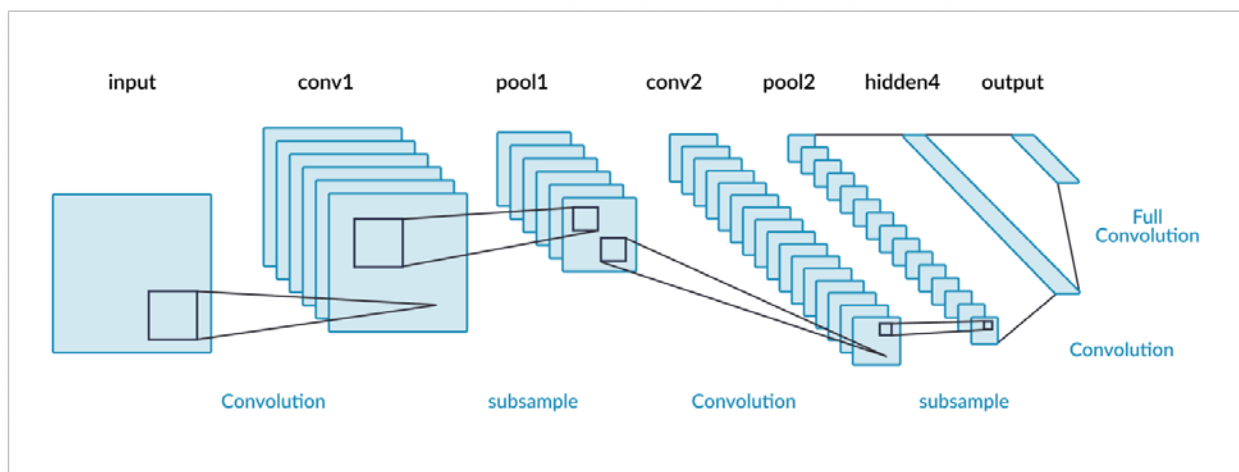 input conv1 pool1 conv2 pool2 hidden4 output
Full
Convolution
Convolution
Convolution subsample Convolution subsample